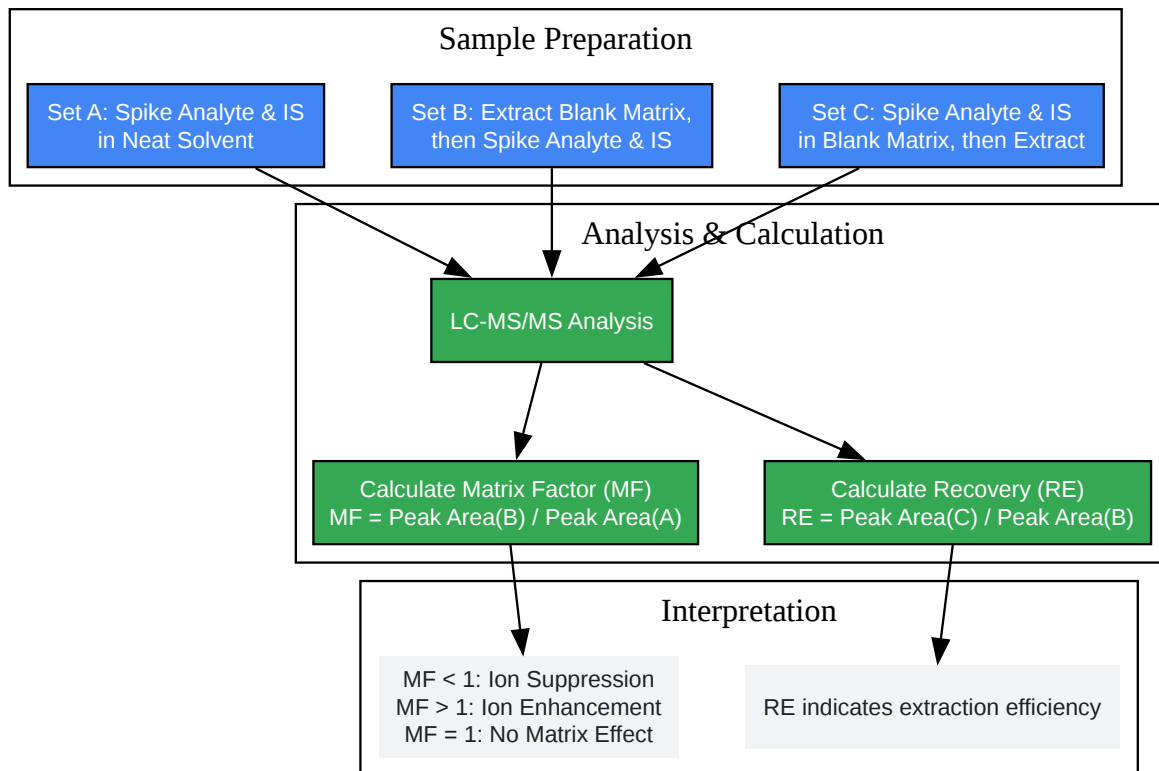 Sample Preparation
Set A: Spike Analyte & IS
in Neat Solvent
Set B: Extract Blank Matrix,
then Spike Analyte & IS
Set C: Spike Analyte & IS
in Blank Matrix, then Extract
Analysis & Calculation
LC-MS/MS Analysis
Calculate Matrix Factor (MF)
MF = Peak Area(B) / Peak Area(A)
Calculate Recovery (RE)
RE = Peak Area(C) / Peak Area(B)
Interpretation
MF < 1: Ion Suppression
MF > 1: Ion Enhancement
MF = 1: No Matrix Effect
RE indicates extraction efficiency